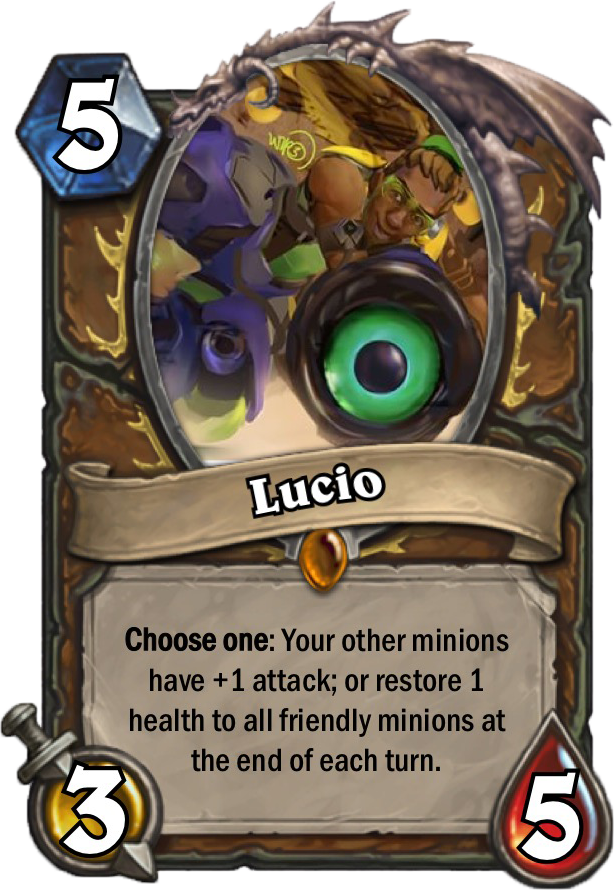 5
Lucio
Choose one: Your other minions
have +1 attack; or restore 1
health to all friendly minions at
the end of each turn.
3
5